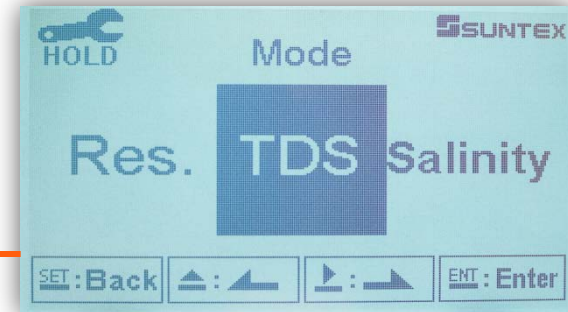 HOLD
SUNTEX
Mode
Res. TDS Salinity
SET:Back
:
:
ENT:Enter